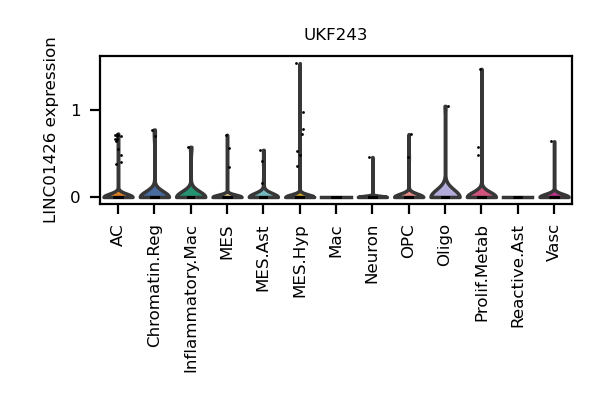 UKF243
LINC01426 expression
1
0
AC
Chromatin.Reg
Inflammatory.Mac
MES
MES.Ast
MES.Hyp
Mac
Neuron
OPC
Oligo
Prolif.Metab
Reactive.Ast
Vasc